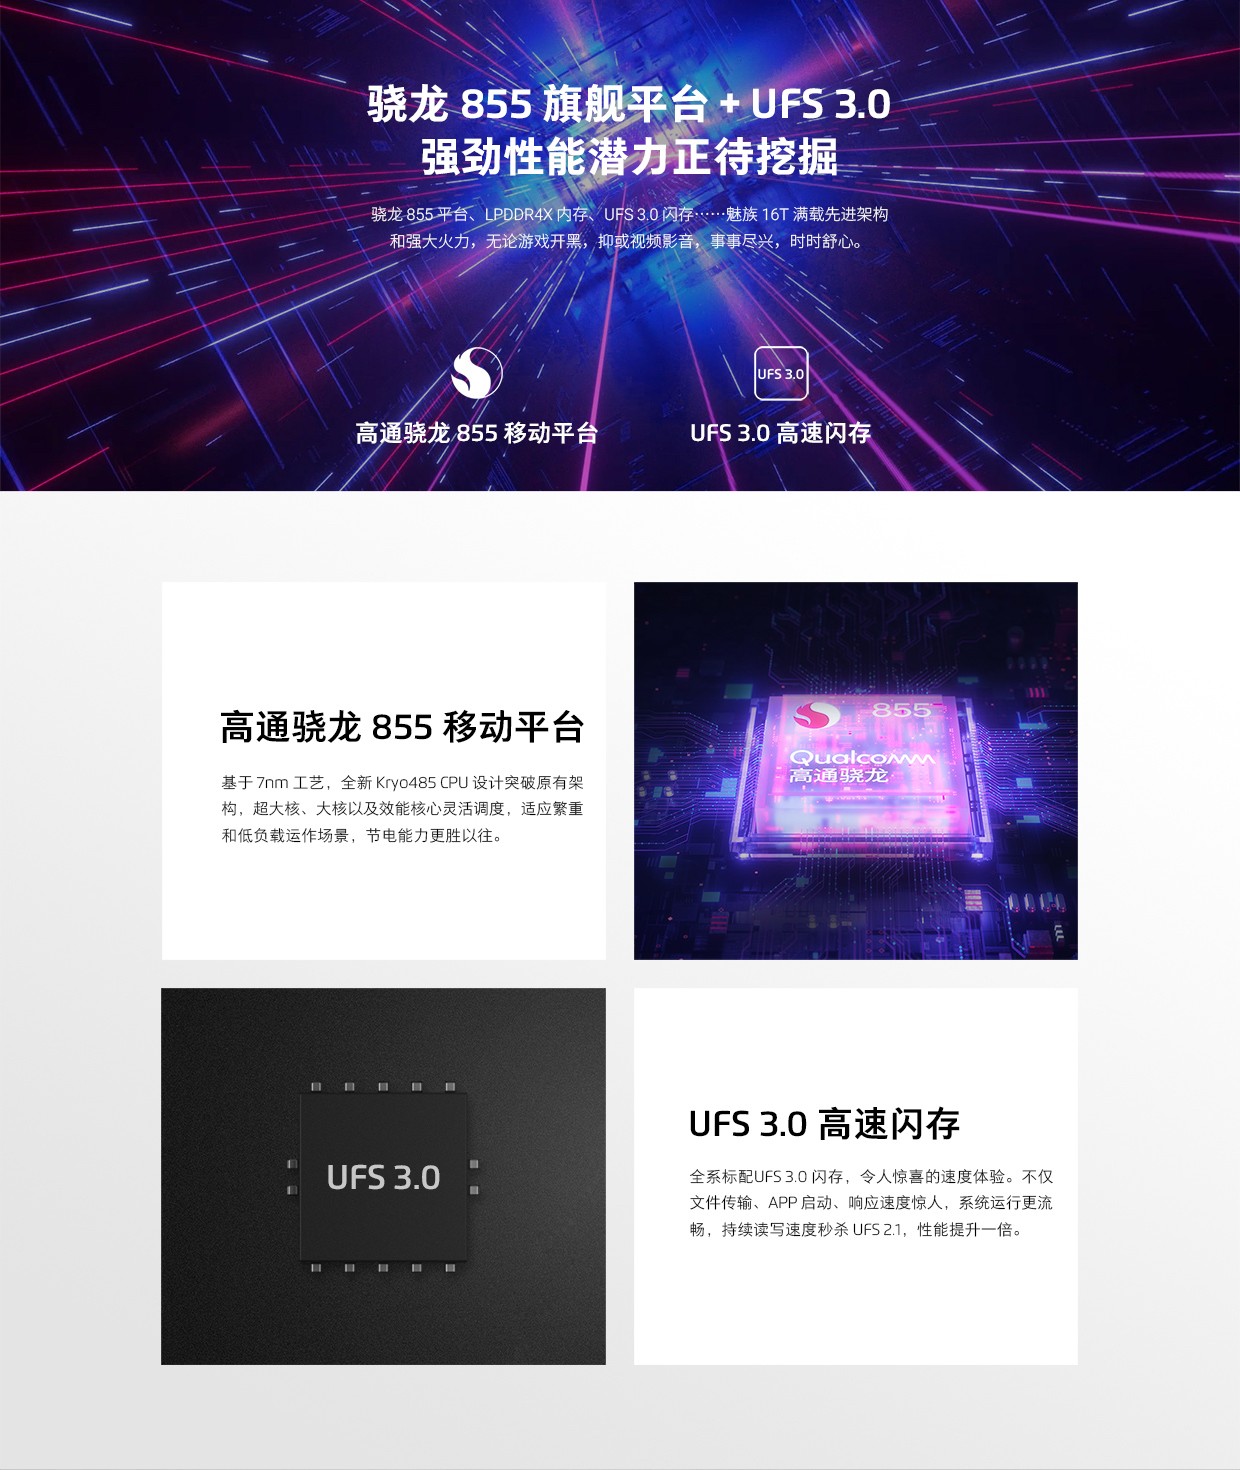 骁龙 855 旗舰平台 + UFS 3.0
强劲性能潜力正待挖掘
骁龙 855 平台、LPDDR4X 内存、UFS 3.0 闪存……魅族 16T 满载先进架构
和强大火力，无论游戏开黑，抑或视频影音，事事尽兴，时时舒心。
UFS 3.0
高通骁龙 855 移动平台
UFS 3.0 高速闪存
高通骁龙 855 移动平台
基于 7nm 工艺，全新 Kryo485 CPU 设计突破原有架
构，超大核、大核以及效能核心灵活调度，适应繁重
和低负载运作场景，节电能力更胜以往。
855
Qualcomm
高通骁龙
UFS 3.0
UFS 3.0 高速闪存
全系标配UFS 3.0 闪存，令人惊喜的速度体验。不仅
文件传输、APP 启动、响应速度惊人，系统运行更流
畅，持续读写速度秒杀 UFS 2.1，性能提升一倍。